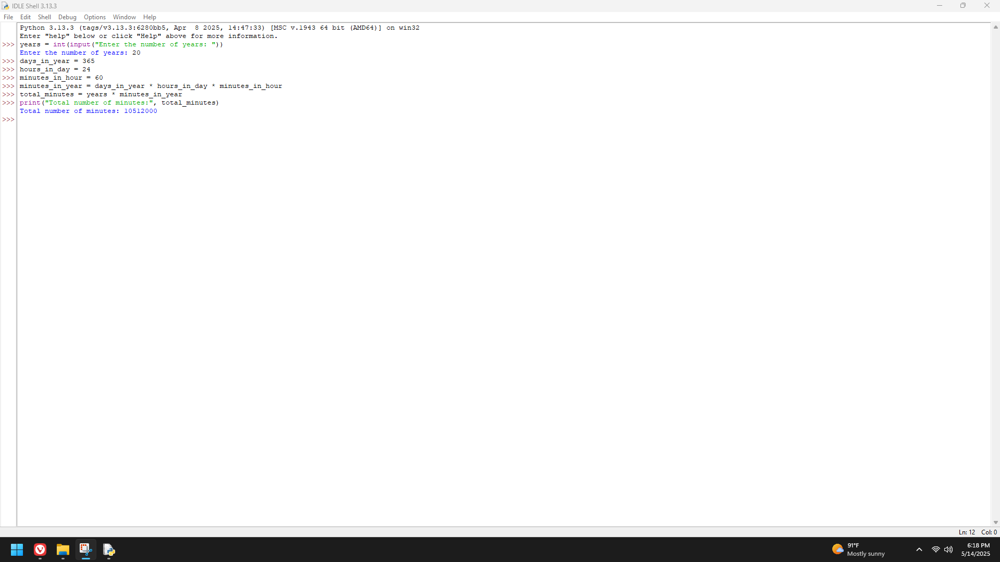 IDLE Shell 3.13.3
File Edit Shell Debug Options Window Help
Python 3.13.3 (tags/v3.13.3:6280bb5, Apr  8 2025, 14:47:33) [MSC v.1943 64 bit (AMD64)] on win32
Enter "help" below or click "Help" above for more information.
>>> years = int(input("Enter the number of years: "))
Enter the number of years: 20
>>> days_in_year = 365
>>> hours_in_day = 24
>>> minutes_in_hour = 60
>>> minutes_in_year = days_in_year * hours_in_day * minutes_in_hour
>>> total_minutes = years * minutes_in_year
>>> print("Total number of minutes:", total_minutes)
Total number of minutes: 10512000
>>>
Ln: 12 Col: 0
91°F
Mostly sunny
6:18 PM
5/14/2025